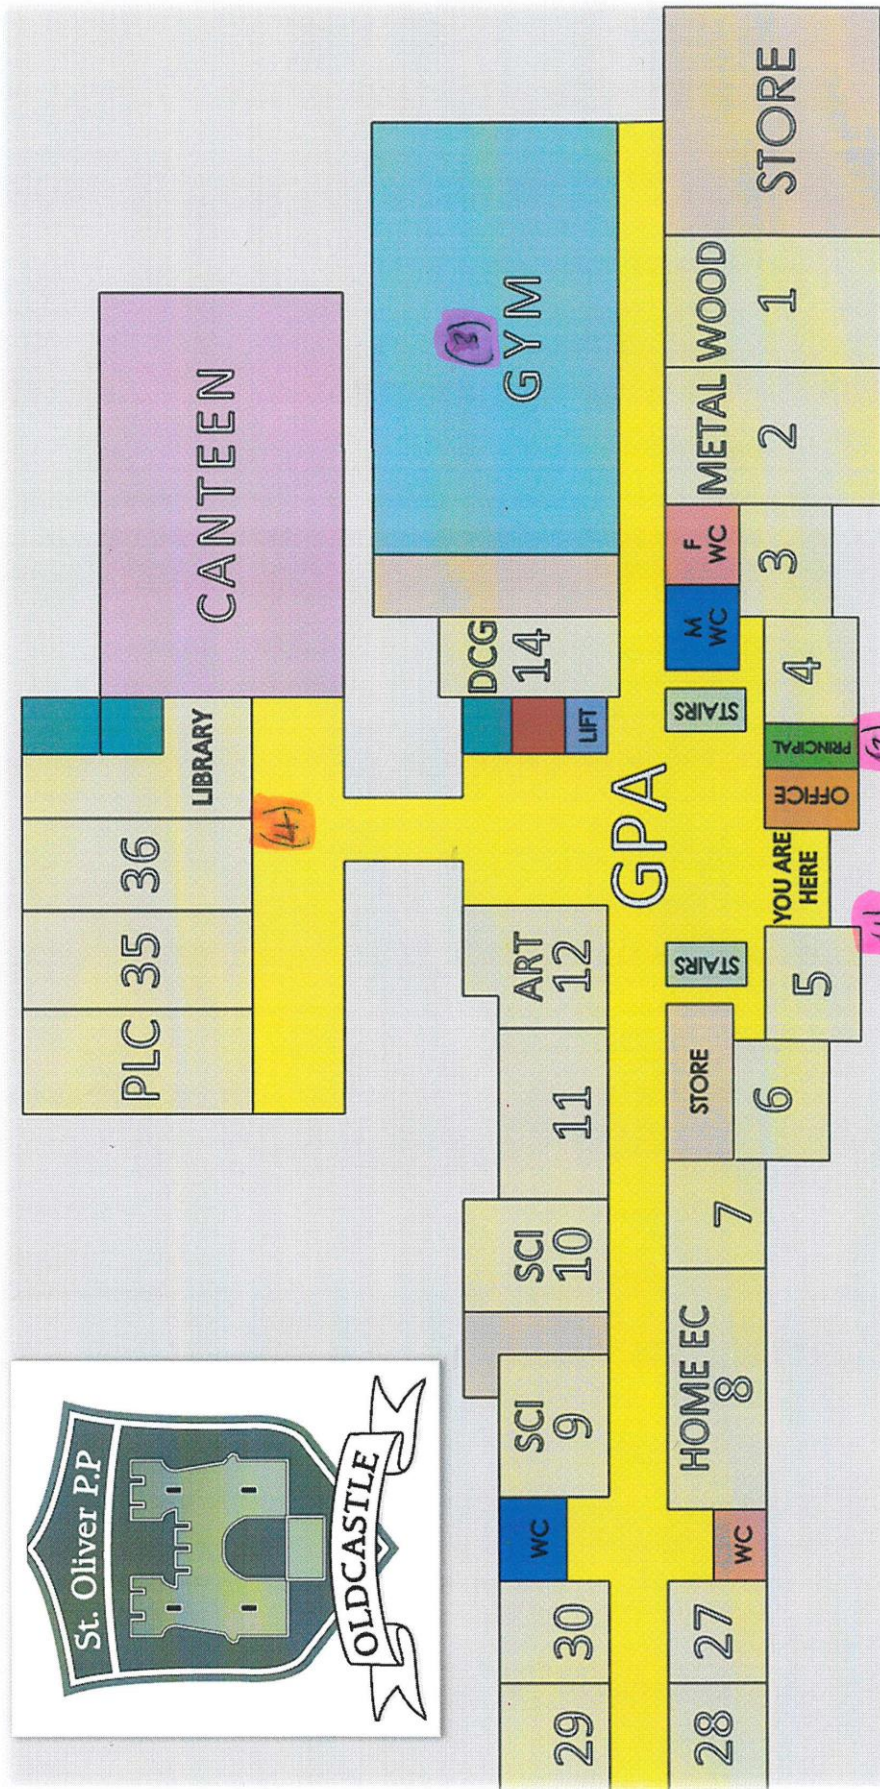 St. Oliver P.P
OLDCASTLE
PLC 35
36
LIBRARY
CANTEEN
(4)
(3)
GYM
DCG
14
LIFT
ART
12
11
SCI
10
SCI
9
WC
30
29
GPA
STORE
WOOD
1
METAL
2
F
WC
M
WC
3
STAIRS
4
PRINCIPAL
OFFICE
YOU ARE
HERE
STAIRS
5
STORE
6
7
HOME EC
8
WC
27
28